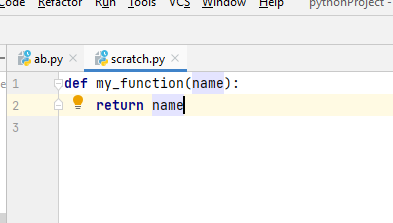 Code Refactor Run Tools VCS Window Help pythonProject -
ab.py scratch.py
1 def my_function(name):
2 return name
3